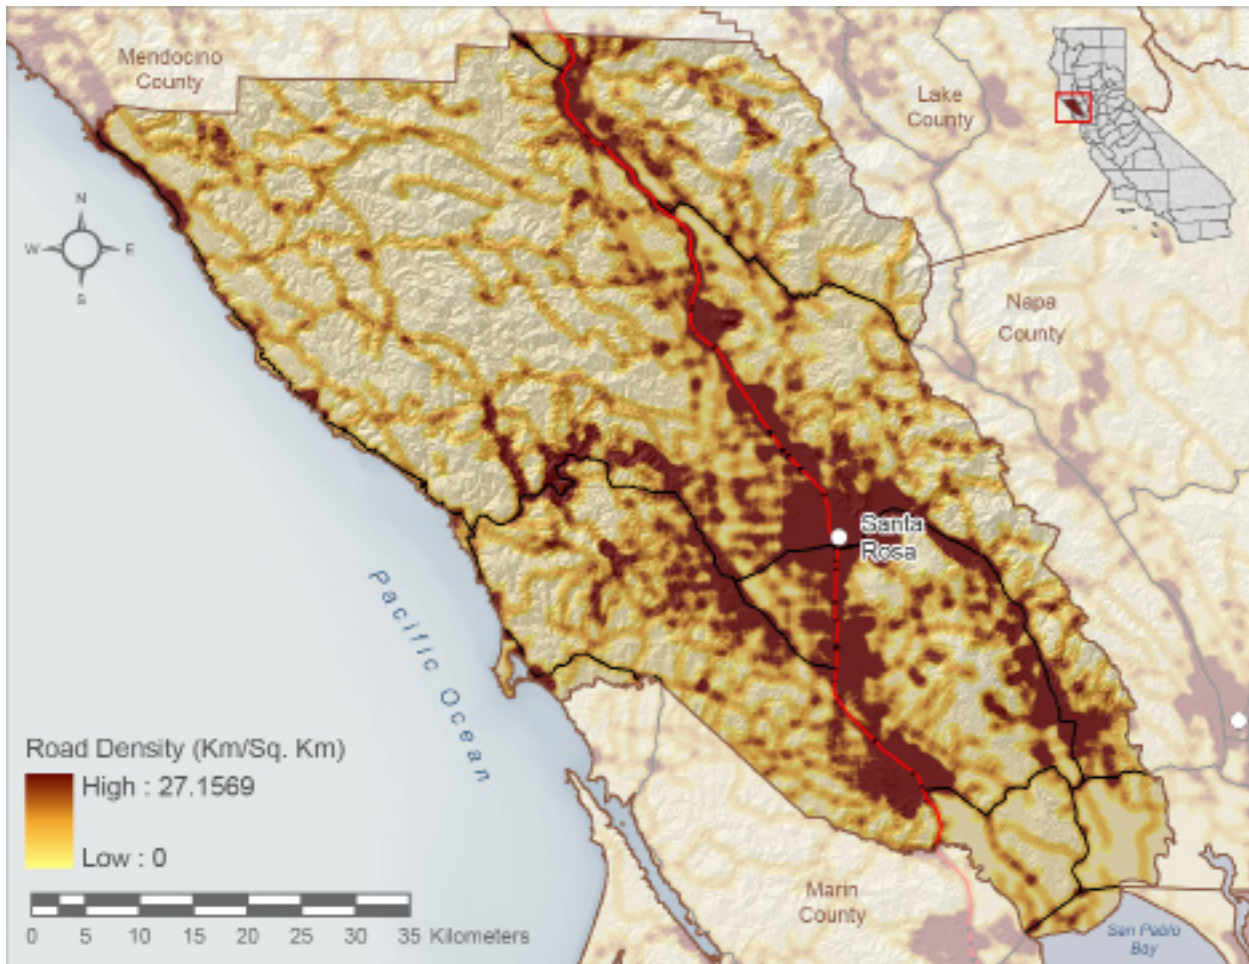 Mendocino
County
Lake
County
N
W
E
S
Napa
County
Santa
Rosa
Pacific Ocean
Road Density (Km/Sq. Km)
High : 27.1569
Low : 0
0 5 10 15 20 25 30 35 Kilometers
Marin
County
San Pablo
Bay